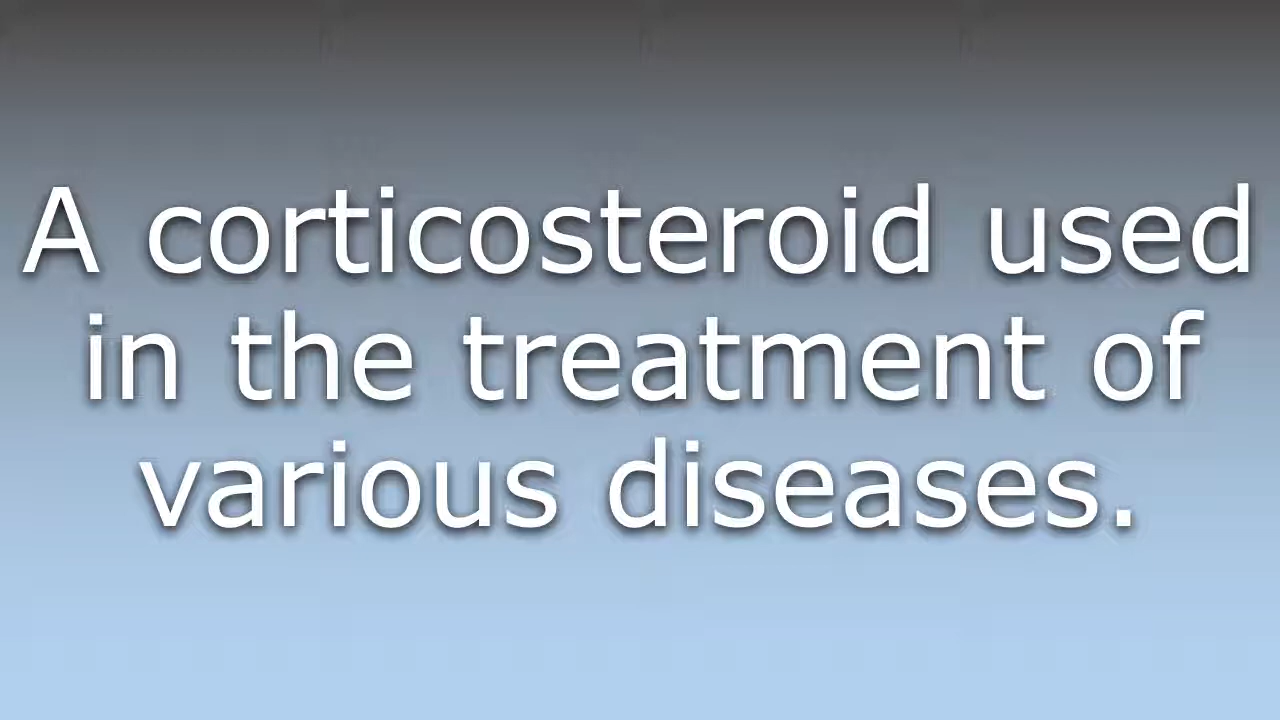 A corticosteroid used
in the treatment of
various diseases.